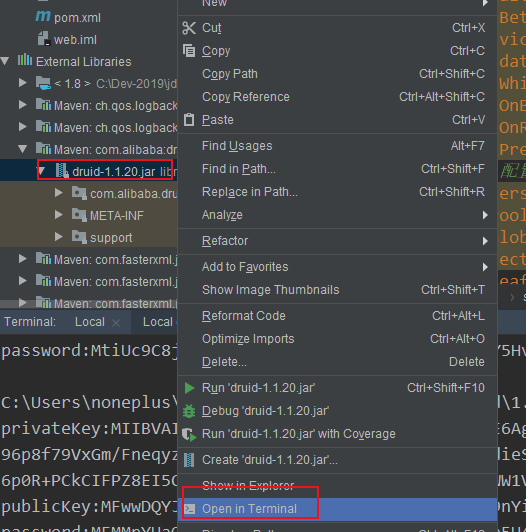 pom.xml
web.iml
External Libraries
< 1.8 > C:\Dev-2019\jd
Maven: ch.qos.logback
Maven: ch.qos.logback
Maven: com.alibaba:dr
druid-1.1.20.jar libr
com.alibaba.dru
META-INF
support
Maven: com.fasterxml.j
Maven: com.fasterxml.j
Maven: com.fasterxml.j
New
Cut Ctrl+X
Copy Ctrl+C
Copy Path Ctrl+Shift+C
Copy Reference Ctrl+Alt+Shift+C
Paste Ctrl+V
Find Usages Alt+F7
Find in Path... Ctrl+Shift+F
Replace in Path... Ctrl+Shift+R
Analyze
Refactor
Add to Favorites
Show Image Thumbnails Ctrl+Shift+T
Reformat Code Ctrl+Alt+L
Optimize Imports Ctrl+Alt+O
Delete... Delete
Run 'druid-1.1.20.jar' Ctrl+Shift+F10
Debug 'druid-1.1.20.jar'
Run 'druid-1.1.20.jar' with Coverage
Create 'druid-1.1.20.jar'...
Show in Explorer
Open in Terminal
Bet
vic
dat
Whi
OnB
OnR
Pre
配置
ers
ool
lob
ect
eaf
Terminal: Local × Local
password:MtiUc9C8j
Y5Hv
C:\Users\noneplus\
d\1.
privateKey:MIIBVAI
E6Ag
96p8f79VxGm/Fneqyz
dieS
6p0R+PCkCIFPZ8EI5C
WW1V
publicKey:MFwwDQYJ
OnYj